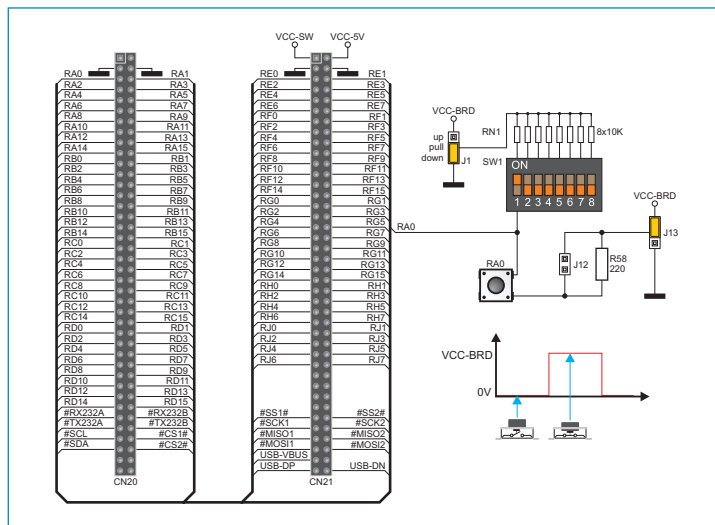 VCC-SW VCC-5V
RA0 RA1 RE0 RE1
RA2 RA3 RE2 RE3
RA4 RA5 RE4 RE5
RA6 RA7 RE6 RE7
RA8 RA9 RF0 RF1
RA10 RA11 RF2 RF3
RA12 RA13 RF4 RF5
RA14 RA15 RF6 RF7
RB0 RB1 RF8 RF9
RB2 RB3 RF10 RF11
RB4 RB5 RF12 RF13
RB6 RB7 RF14 RF15
RB8 RB9 RG0 RG1
RB10 RB11 RG2 RG3
RB12 RB13 RG4 RG5
RB14 RB15 RG6 RG7
RC0 RC1 RG8 RG9
RC2 RC3 RG10 RG11
RC4 RC5 RG12 RG13
RC6 RC7 RG14 RG15
RC8 RC9 RH0 RH1
RC10 RC11 RH2 RH3
RC12 RC13 RH4 RH5
RC14 RC15 RH6 RH7
RD0 RD1 RJ0 RJ1
RD2 RD3 RJ2 RJ3
RD4 RD5 RJ4 RJ5
RD6 RD7 RJ6 RJ7
RD8 RD9
RD10 RD11
RD12 RD13
RD14 RD15
#RX232A #RX232B #SS1# #SS2#
#TX232A #TX232B #SCK1 #SCK2
#SCL #CS1# #MISO1 #MISO2
#SDA #CS2# #MOSI1 #MOSI2
USB-VBUS
USB-DP USB-DN
CN20 CN21
VCC-BRD
up
pull
down
J1
RN1 8x10K
SW1
ON
1 2 3 4 5 6 7 8
RA0
VCC-BRD
J13
RA0
J12
R58
220
VCC-BRD
0V